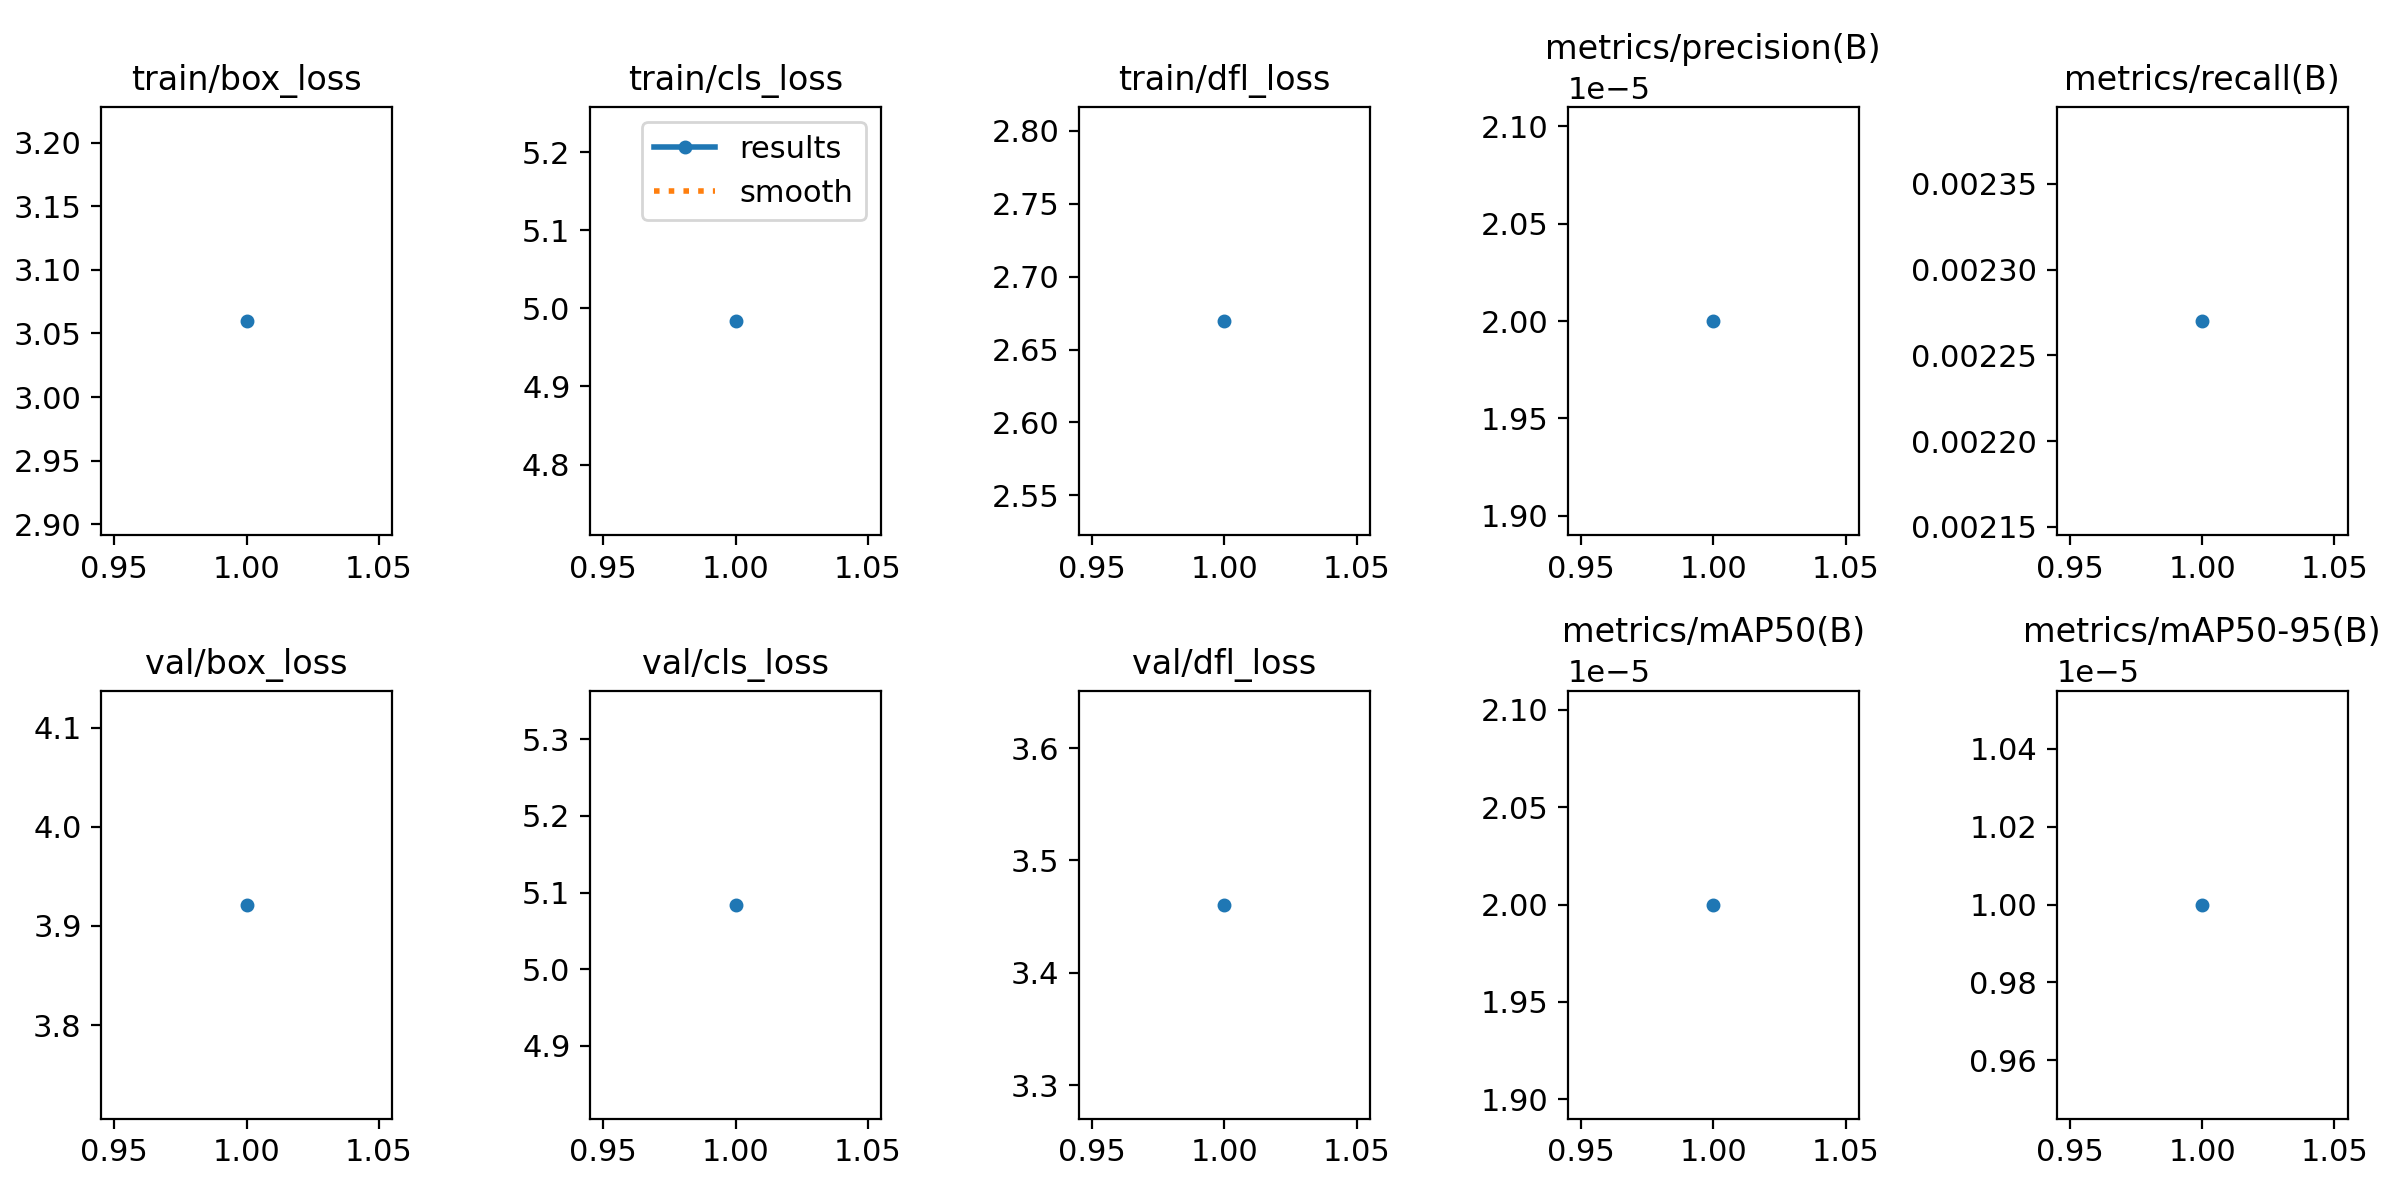 train/box_loss
3.20
3.15
3.10
3.05
3.00
2.95
2.90
0.95 1.00 1.05
train/cls_loss
results
smooth
5.2
5.1
5.0
4.9
4.8
0.95 1.00 1.05
train/dfl_loss
2.80
2.75
2.70
2.65
2.60
2.55
0.95 1.00 1.05
metrics/precision(B)
1e−5
2.10
2.05
2.00
1.95
1.90
0.95 1.00 1.05
metrics/recall(B)
0.00235
0.00230
0.00225
0.00220
0.00215
0.95 1.00 1.05
val/box_loss
4.1
4.0
3.9
3.8
0.95 1.00 1.05
val/cls_loss
5.3
5.2
5.1
5.0
4.9
0.95 1.00 1.05
val/dfl_loss
3.6
3.5
3.4
3.3
0.95 1.00 1.05
metrics/mAP50(B)
1e−5
2.10
2.05
2.00
1.95
1.90
0.95 1.00 1.05
metrics/mAP50-95(B)
1e−5
1.04
1.02
1.00
0.98
0.96
0.95 1.00 1.05